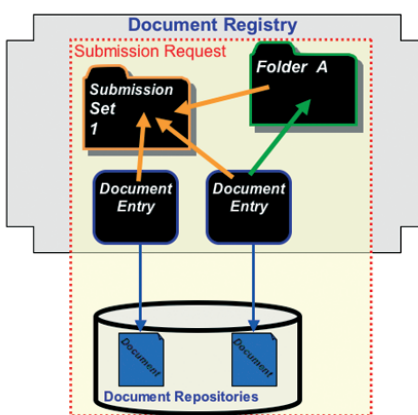 Document Registry
Submission Request
Submission
Set
1
Folder A
Document
Entry
Document
Entry
Document
Document
Document Repositories